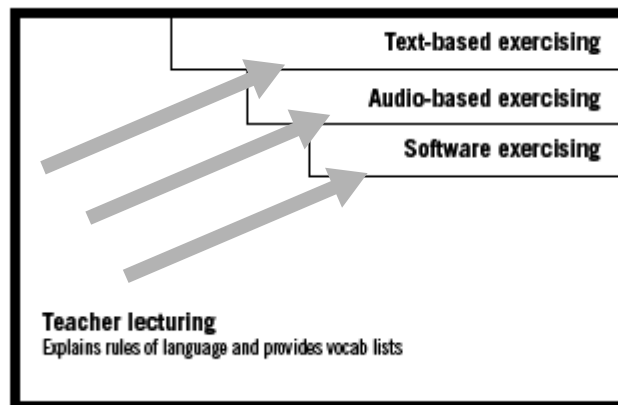 Text-based exercising
Audio-based exercising
Software exercising
Teacher lecturing
Explains rules of language and provides vocab lists